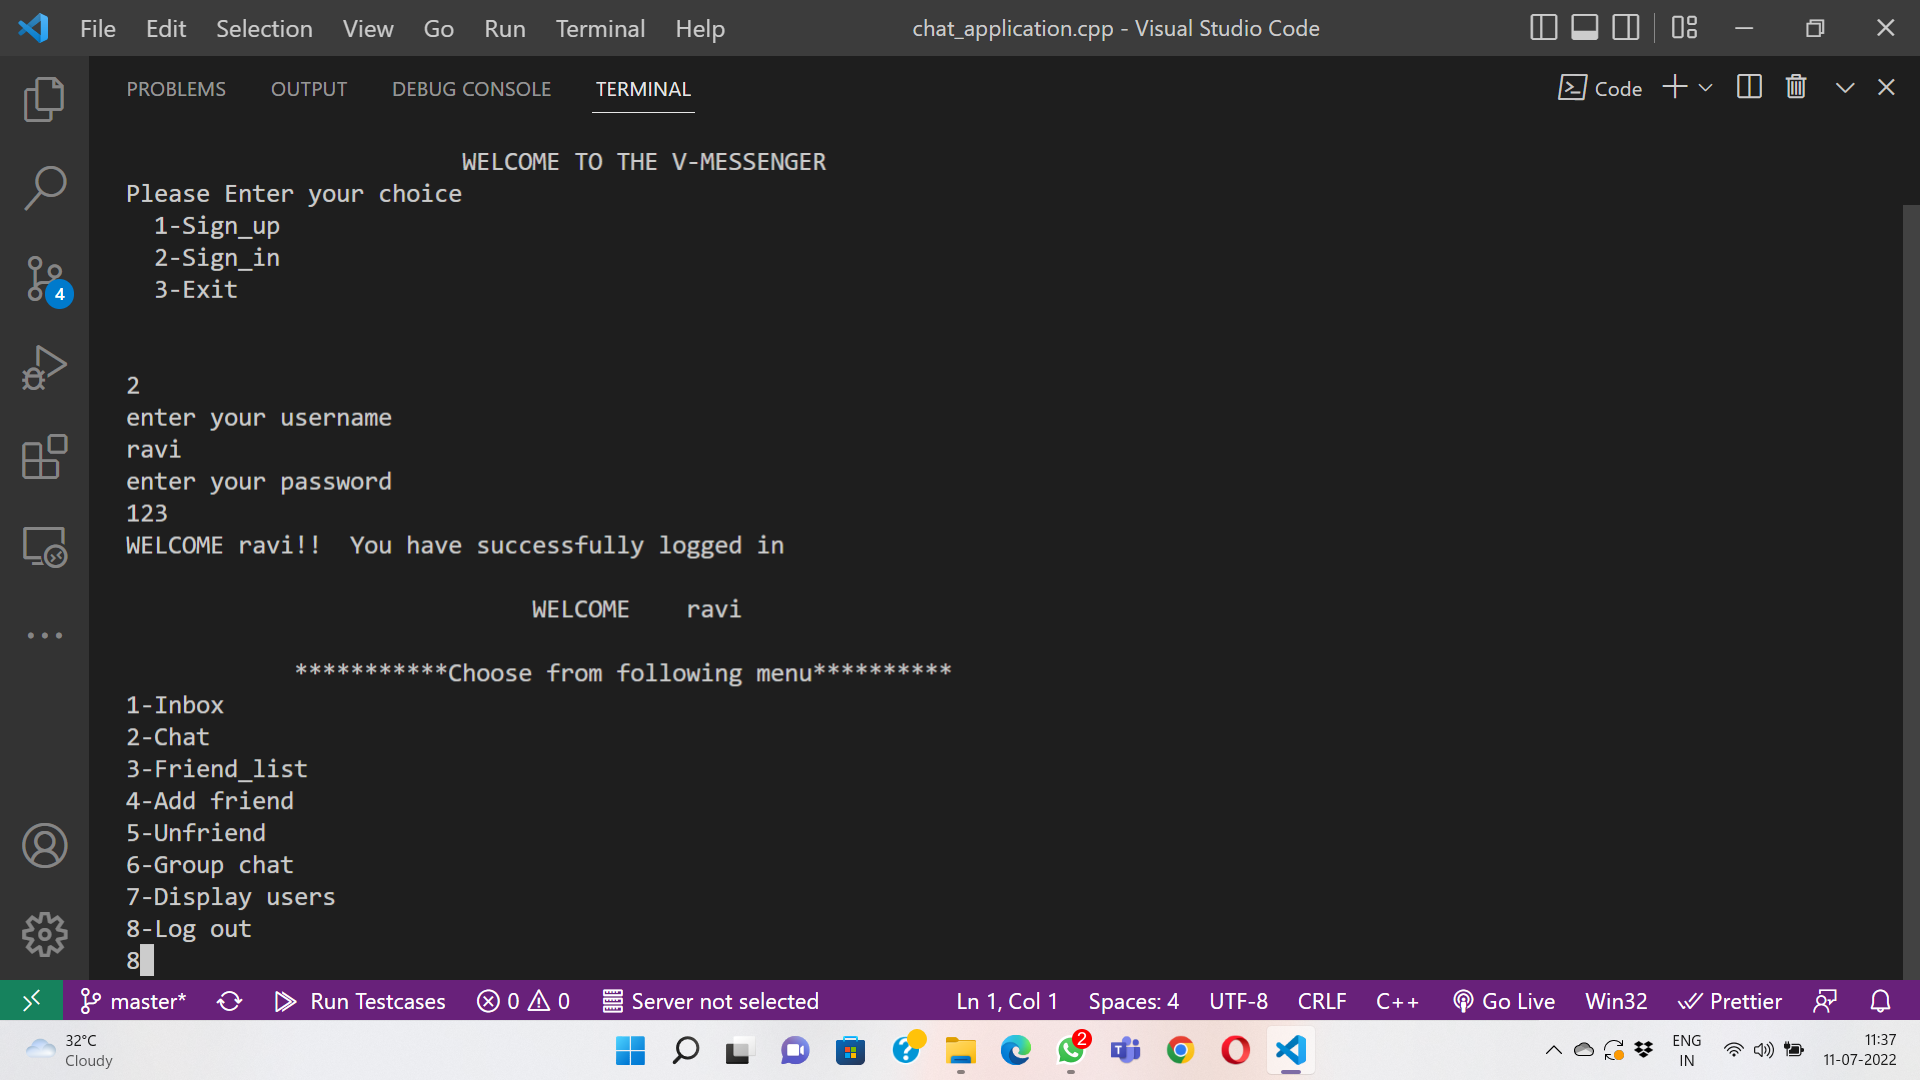 File Edit Selection View Go Run Terminal Help chat_application.cpp - Visual Studio Code
PROBLEMS OUTPUT DEBUG CONSOLE TERMINAL Code
WELCOME TO THE V-MESSENGER
Please Enter your choice
1-Sign_up
2-Sign_in
3-Exit
4
2
enter your username
ravi
enter your password
123
WELCOME ravi!! You have successfully logged in
WELCOME ravi
***********Choose from following menu**********
1-Inbox
2-Chat
3-Friend_list
4-Add friend
5-Unfriend
6-Group chat
7-Display users
8-Log out
8
master* Run Testcases 0 0 Server not selected Ln 1, Col 1 Spaces: 4 UTF-8 CRLF C++ Go Live Win32 Prettier
32°C
Cloudy
2
ENG
IN
11:37
11-07-2022